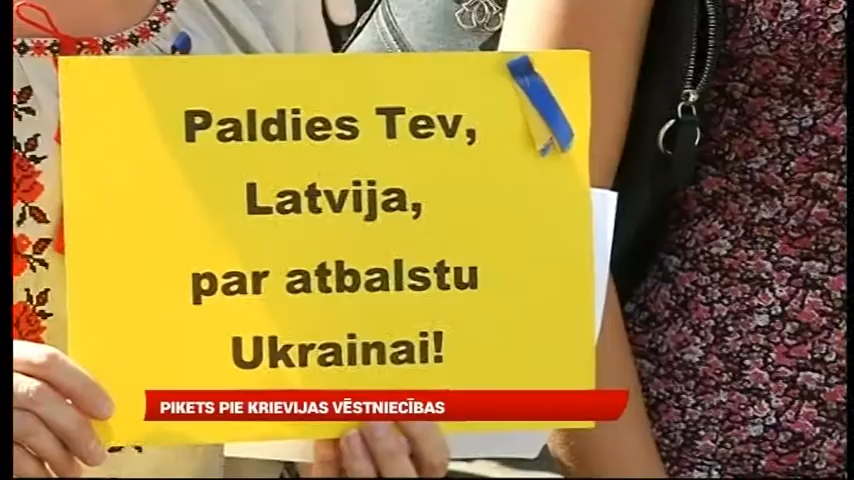 Paldies Tev,
Latvija,
par atbalstu
Ukrainai!
PIKETS PIE KRIEVIJAS VĒSTNIECĪBAS